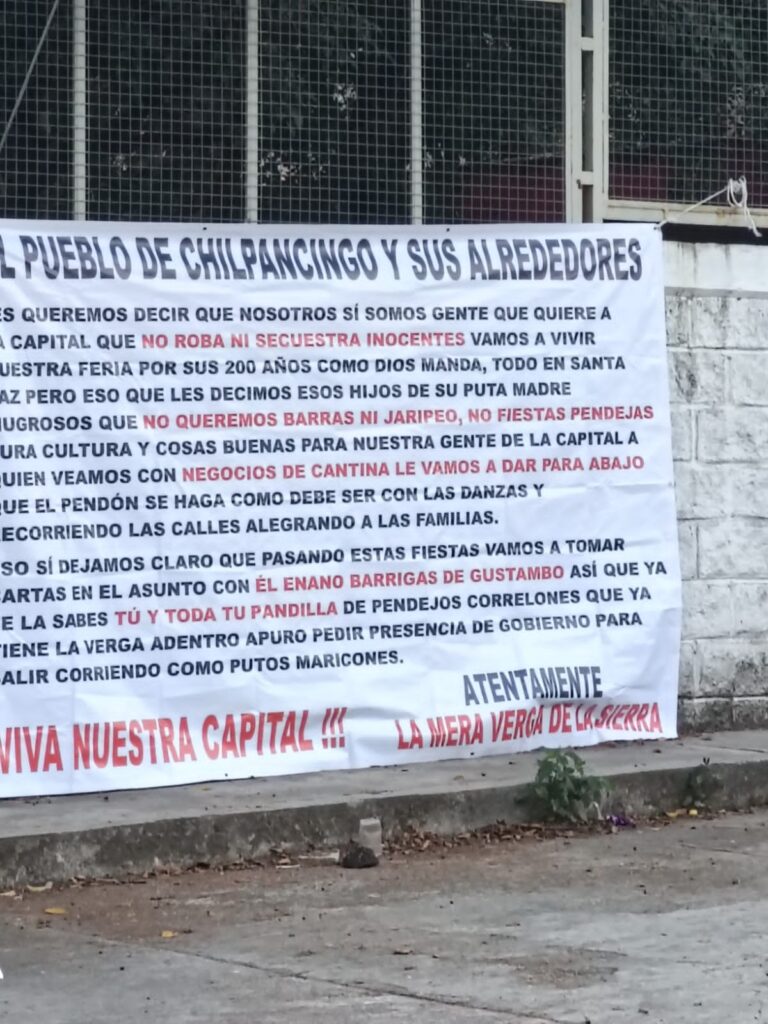 L PUEBLO DE CHILPANCINGO Y SUS ALREDEDORES
ES QUEREMOS DECIR QUE NOSOTROS SÍ SOMOS GENTE QUE QUIERE A
A CAPITAL QUE NO ROBA NI SECUESTRA INOCENTES VAMOS A VIVIR
UESTRA FERIA POR SUS 200 AÑOS COMO DIOS MANDA, TODO EN SANTA
AZ PERO ESO QUE LES DECIMOS ESOS HIJOS DE SU PUTA MADRE
MUGROSOS QUE NO QUEREMOS BARRAS NI JARIPEO, NO FIESTAS PENDEJAS
URA CULTURA Y COSAS BUENAS PARA NUESTRA GENTE DE LA CAPITAL A
QUIEN VEAMOS CON NEGOCIOS DE CANTINA LE VAMOS A DAR PARA ABAJO
QUE EL PENDÓN SE HAGA COMO DEBE SER CON LAS DANZAS Y
RECORRIENDO LAS CALLES ALEGRANDO A LAS FAMILIAS.
SO SÍ DEJAMOS CLARO QUE PASANDO ESTAS FIESTAS VAMOS A TOMAR
CARTAS EN EL ASUNTO CON ÉL ENANO BARRIGAS DE GUSTAMBO ASÍ QUE YA
E LA SABES TÚ Y TODA TU PANDILLA DE PENDEJOS CORRELONES QUE YA
TIENE LA VERGA ADENTRO APURO PEDIR PRESENCIA DE GOBIERNO PARA
SALIR CORRIENDO COMO PUTOS MARICONES.
ATENTAMENTE
VIVA NUESTRA CAPITAL !!! LA MERA VERGA DE LA SIERRA